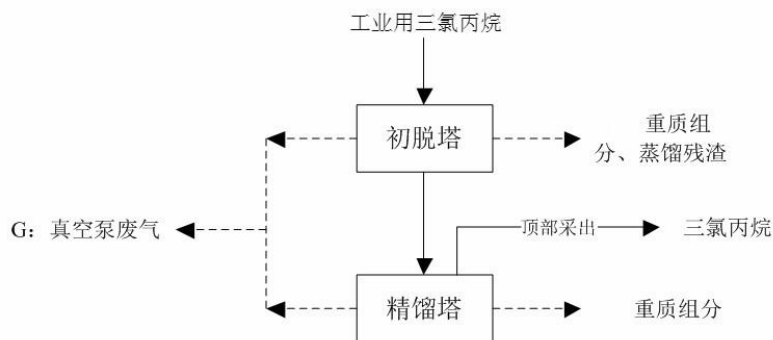 工业用三氯丙烷
初脱塔
重质组
分、蒸馏残渣
G：真空泵废气
顶部采出
三氯丙烷
精馏塔
重质组分